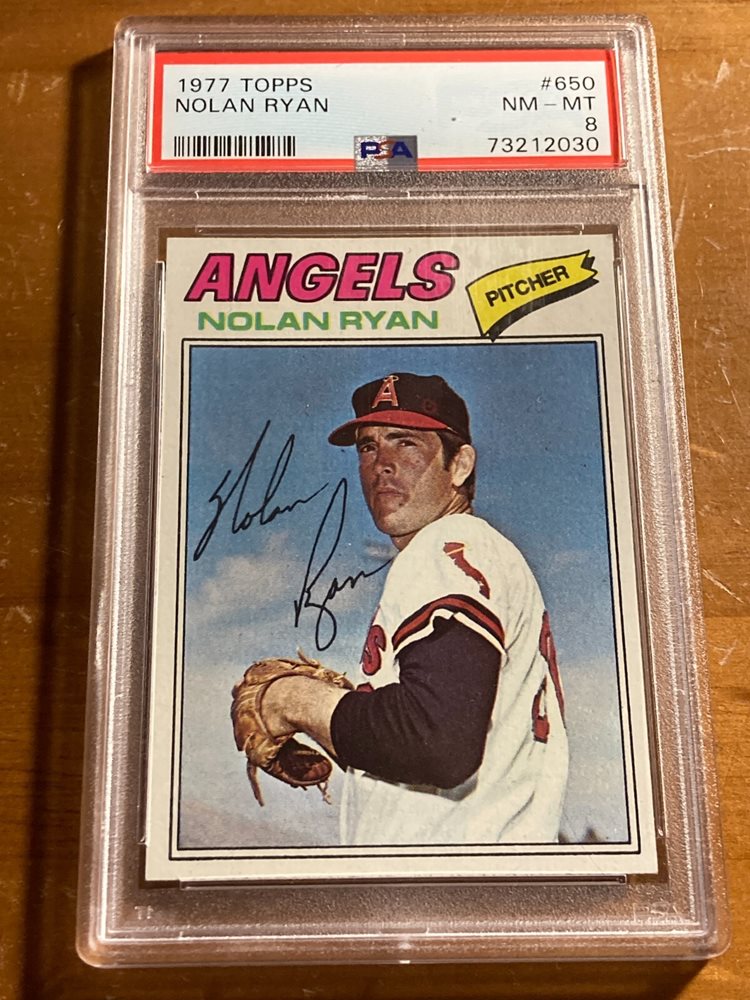 1977 TOPPS #650
NOLAN RYAN NM - MT
8
PSA 73212030
ANGELS
NOLAN RYAN
PITCHER
A
Nolan
Ryan